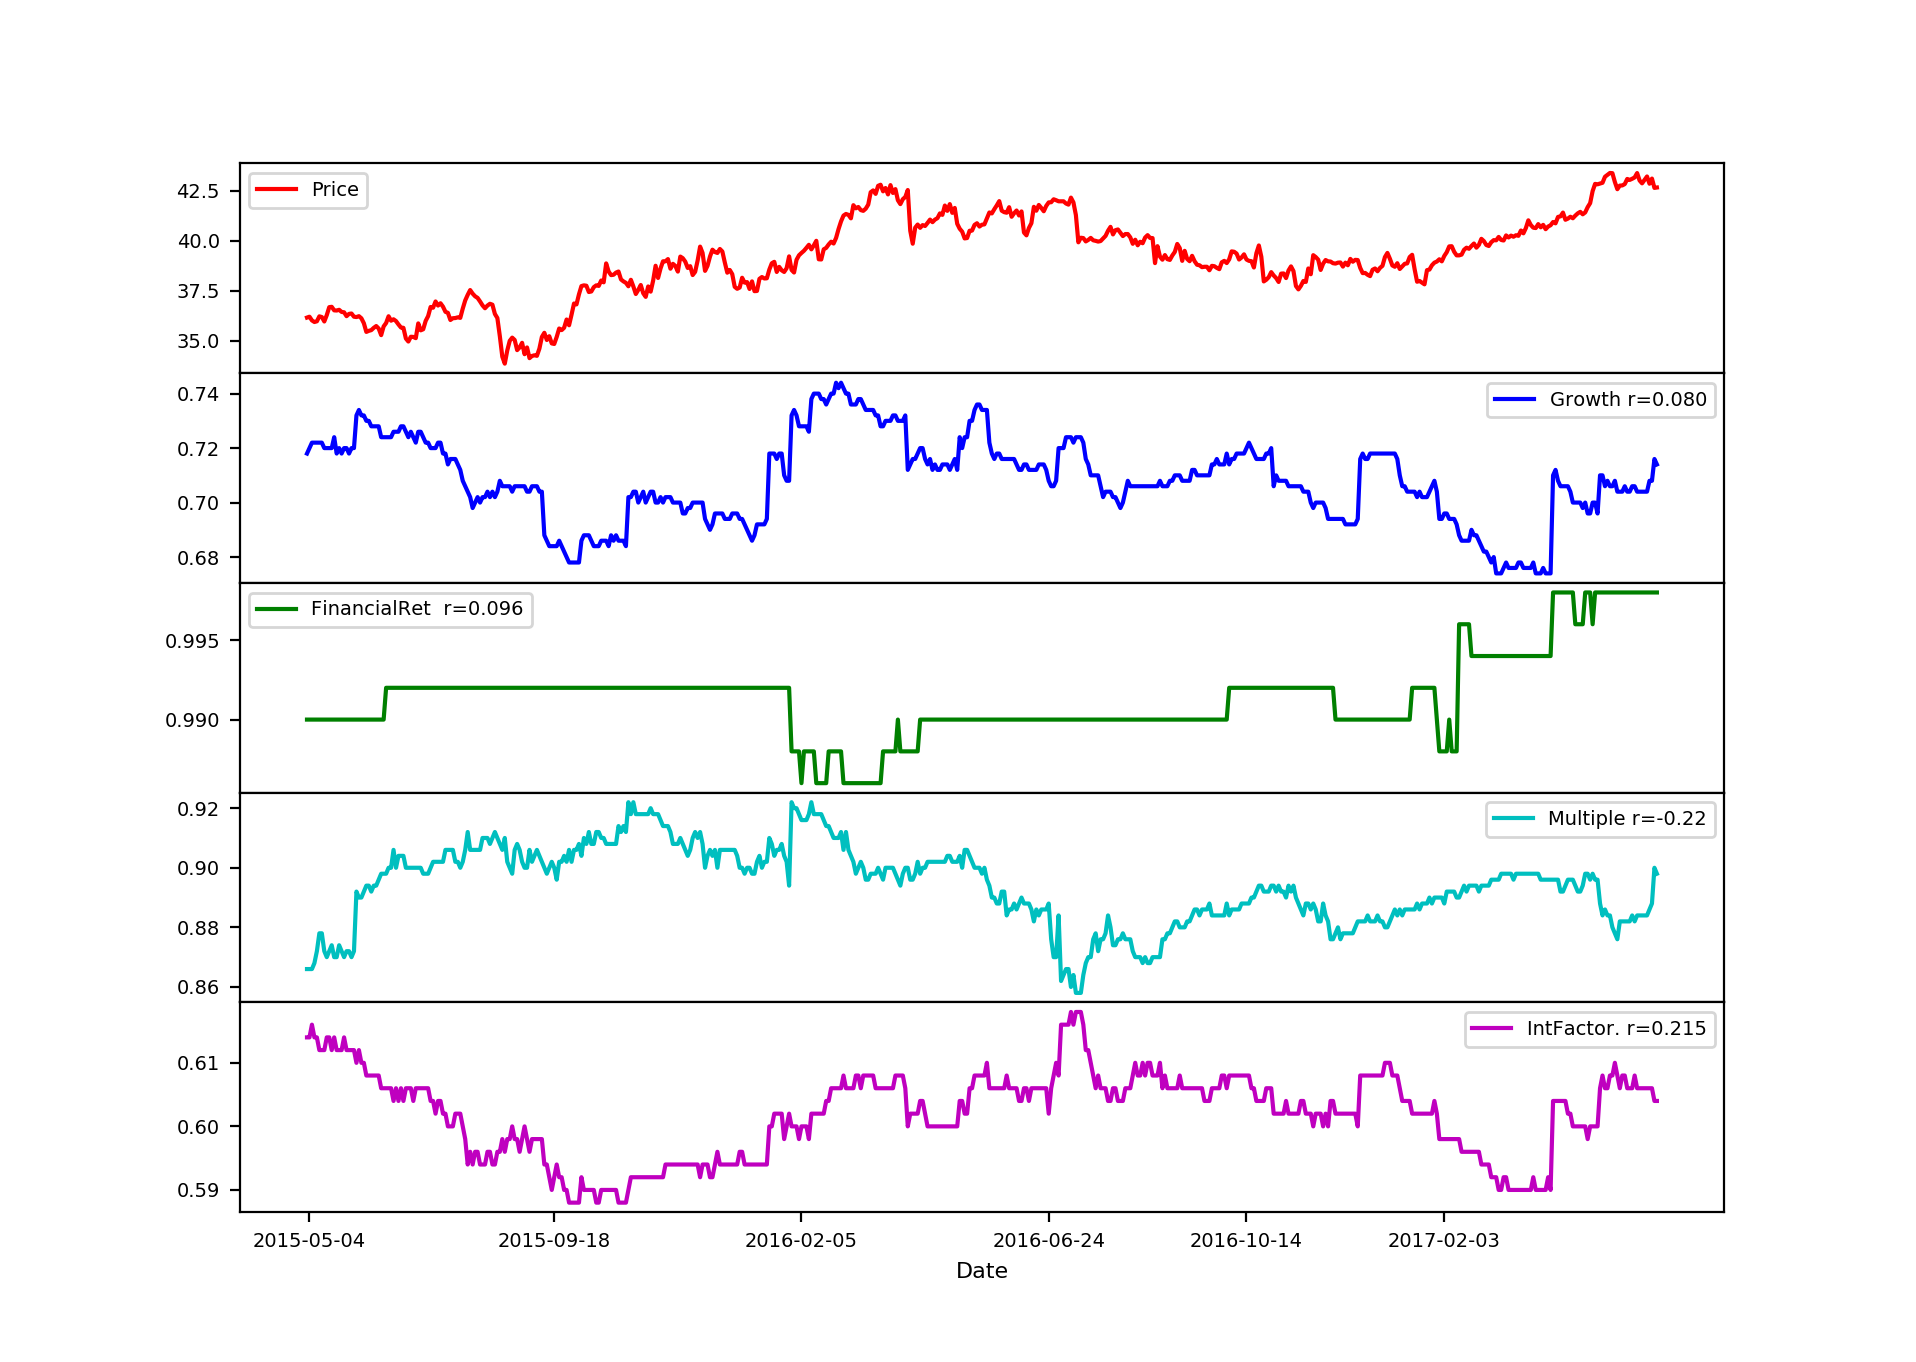 42.5
40.0
37.5
35.0
Price
0.74
0.72
0.70
0.68
Growth r=0.080
0.995
0.990
FinancialRet  r=0.096
0.92
0.90
0.88
0.86
Multiple r=-0.22
0.61
0.60
0.59
IntFactor. r=0.215
2015-05-04 2015-09-18 2016-02-05 2016-06-24 2016-10-14 2017-02-03
Date